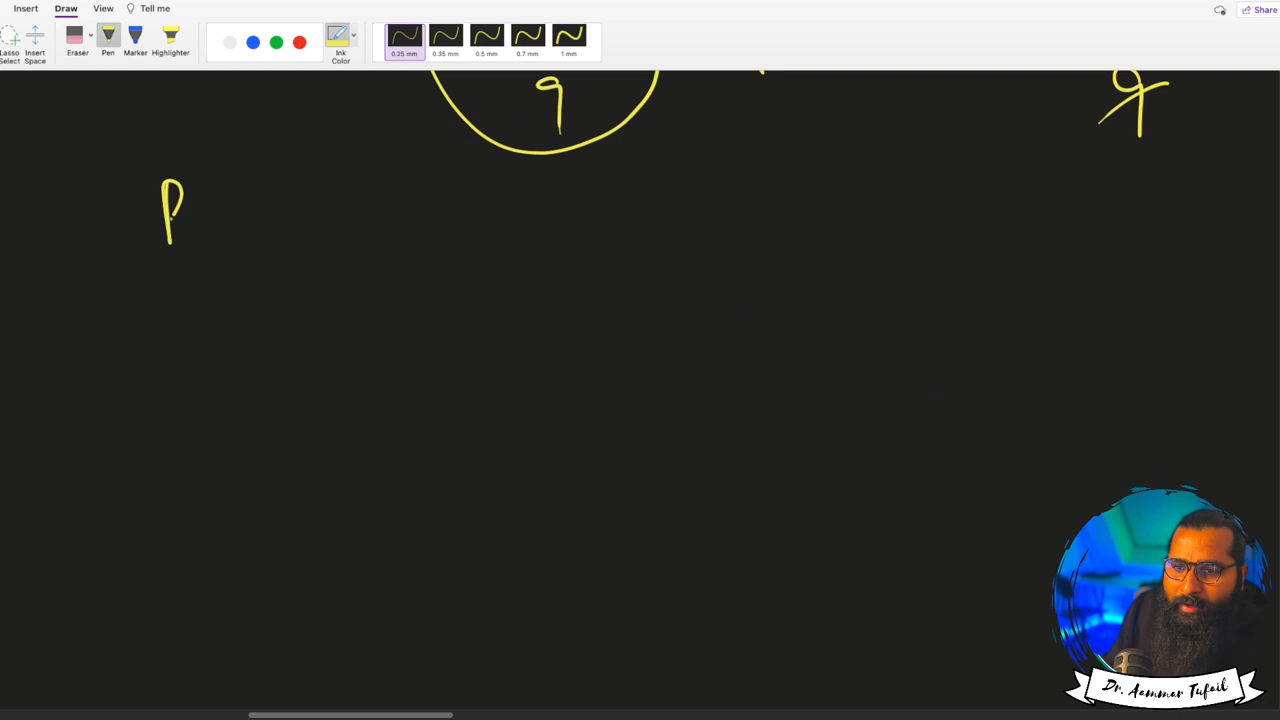 Insert Draw View Tell me
Share
Lasso Select
Insert Space
Eraser
Pen
Marker
Highlighter
Ink Color
0.25 mm
0.35 mm
0.5 mm
0.7 mm
1 mm
9
P
Dr. Aammar Tufail